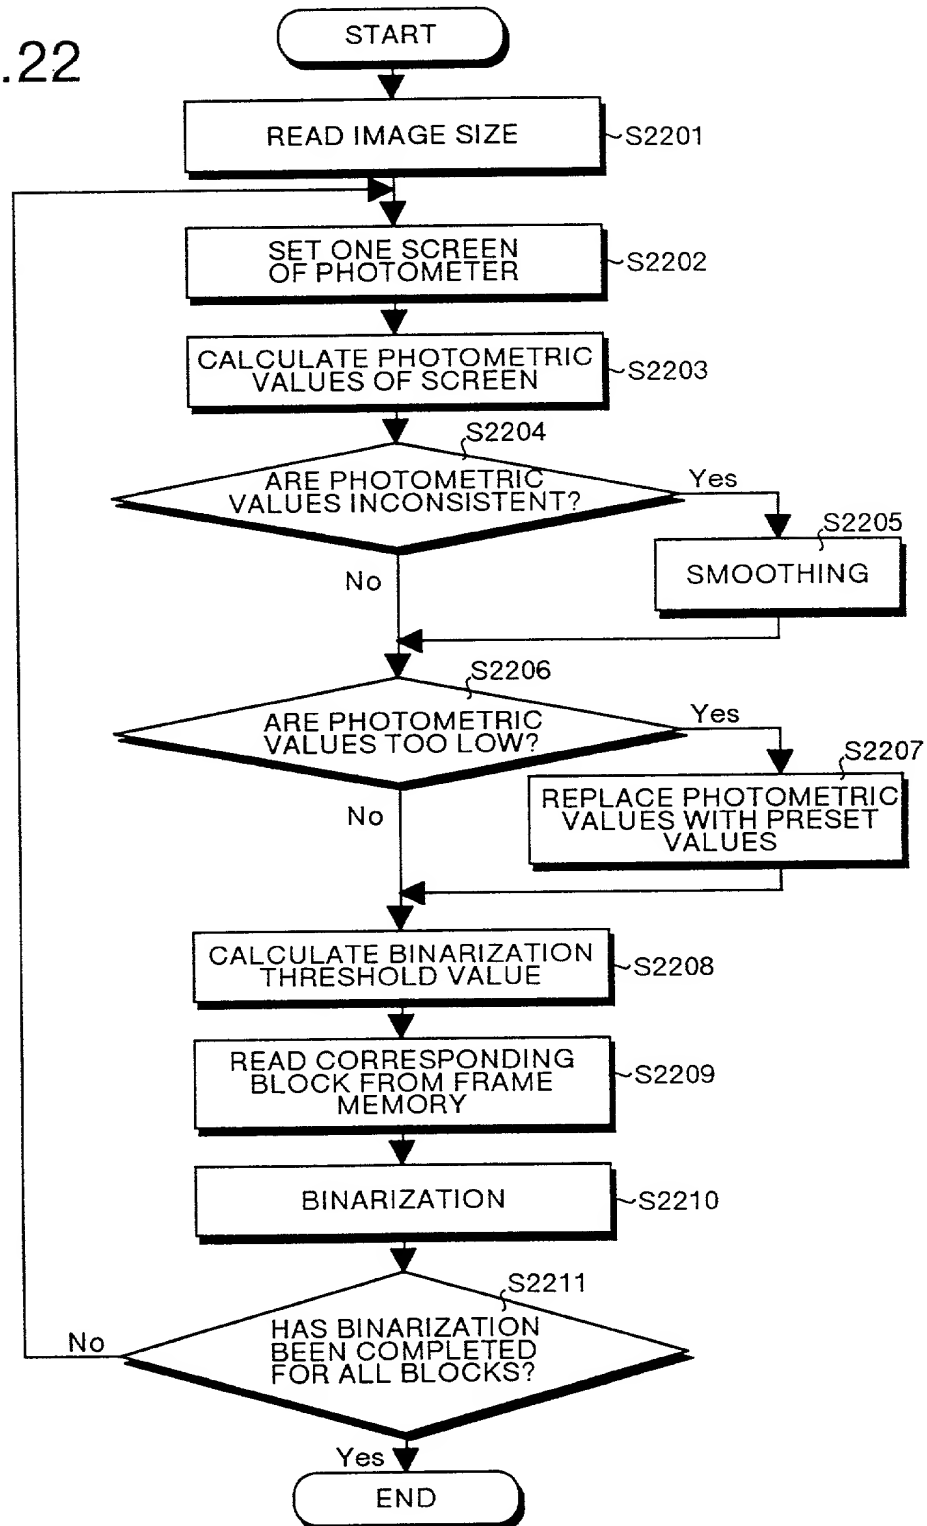 .22
START
READ IMAGE SIZE
S2201
SET ONE SCREEN
OF PHOTOMETER
S2202
CALCULATE PHOTOMETRIC
VALUES OF SCREEN
S2203
S2204
ARE PHOTOMETRIC
VALUES INCONSISTENT?
Yes
S2205
SMOOTHING
No
S2206
ARE PHOTOMETRIC
VALUES TOO LOW?
Yes
S2207
REPLACE PHOTOMETRIC
VALUES WITH PRESET
VALUES
No
CALCULATE BINARIZATION
THRESHOLD VALUE
S2208
READ CORRESPONDING
BLOCK FROM FRAME
MEMORY
S2209
BINARIZATION
S2210
S2211
HAS BINARIZATION
BEEN COMPLETED
FOR ALL BLOCKS?
No
Yes
END